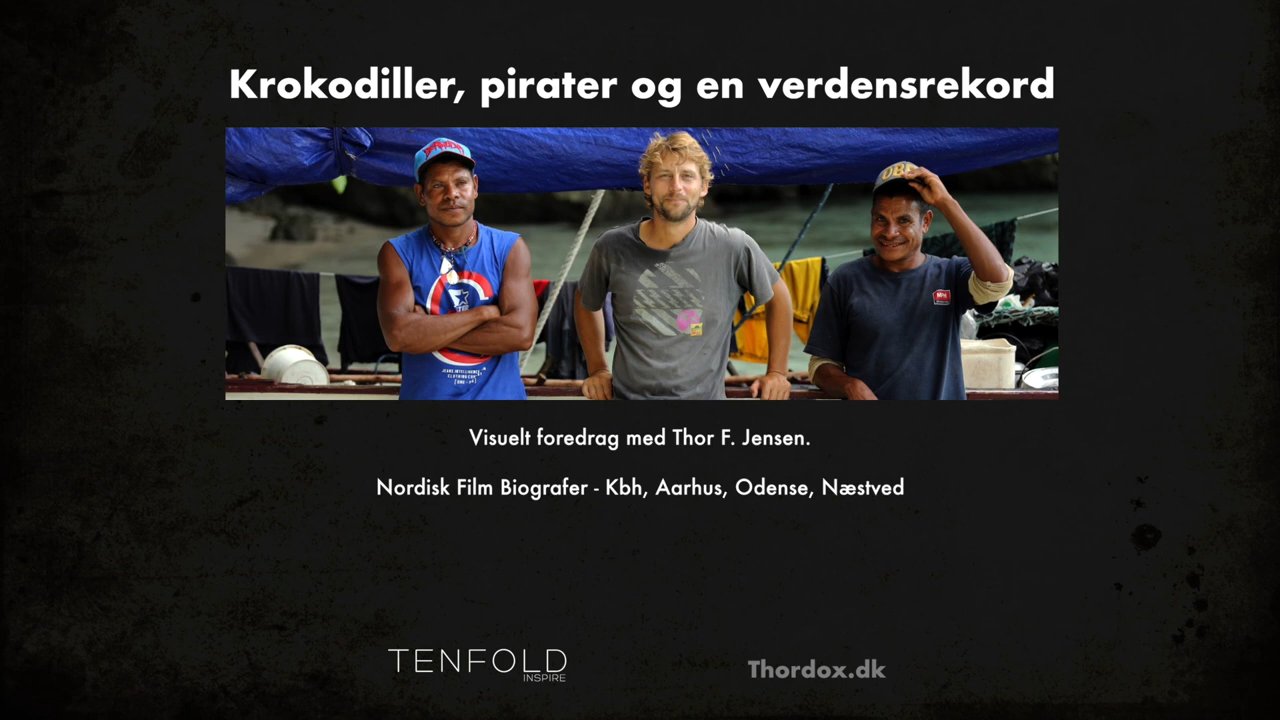 Krokodiller, pirater og en verdensrekord
Visuelt foredrag med Thor F. Jensen.
Nordisk Film Biografer - Kbh, Aarhus, Odense, Næstved
TENFOLD
INSPIRE
Thordox.dk